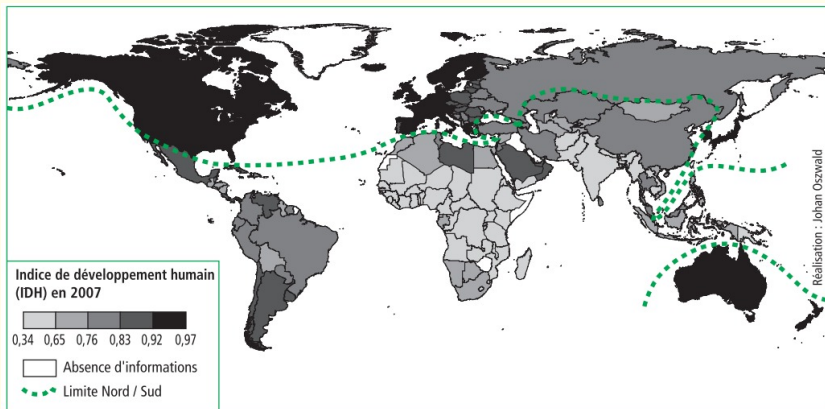 Indice de développement humain
(IDH) en 2007
0,34 0,65 0,76 0,83 0,92 0,97
Absence d'informations
Limite Nord / Sud
Réalisation : Johan Oszwald